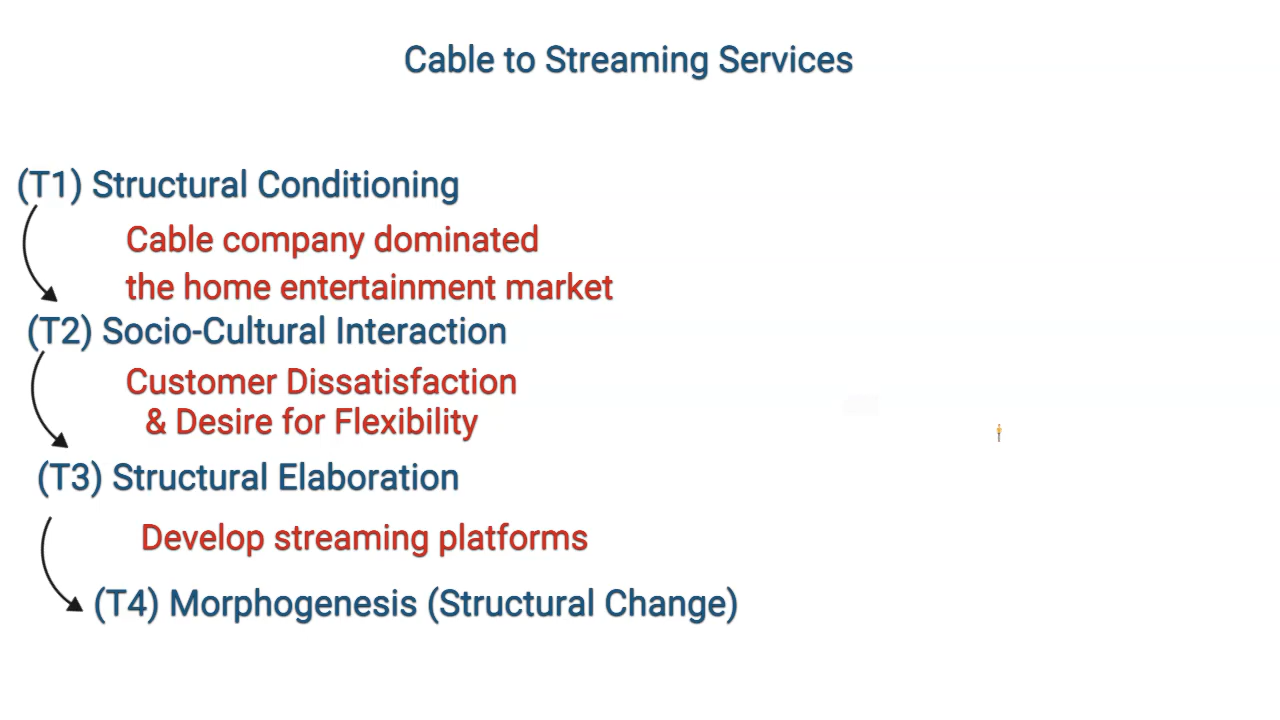 Cable to Streaming Services
(T1) Structural Conditioning
Cable company dominated
the home entertainment market
(T2) Socio-Cultural Interaction
Customer Dissatisfaction
& Desire for Flexibility
(T3) Structural Elaboration
Develop streaming platforms
(T4) Morphogenesis (Structural Change)